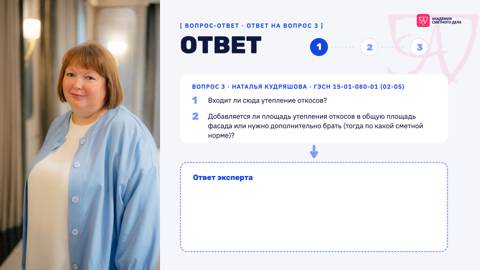 [ ВОПРОС-ОТВЕТ · ОТВЕТ НА ВОПРОС 3 ]
АКАДЕМИЯ
СМЕТНОГО ДЕЛА
ОТВЕТ
1
2
3
ВОПРОС 3 · НАТАЛЬЯ КУДРЯШОВА · ГЭСН 15-01-080-01 (02-05)
1 Входит ли сюда утепление откосов?
2 Добавляется ли площадь утепления откосов в общую площадь
фасада или нужно дополнительно брать (тогда по какой сметной
норме)?
Ответ эксперта